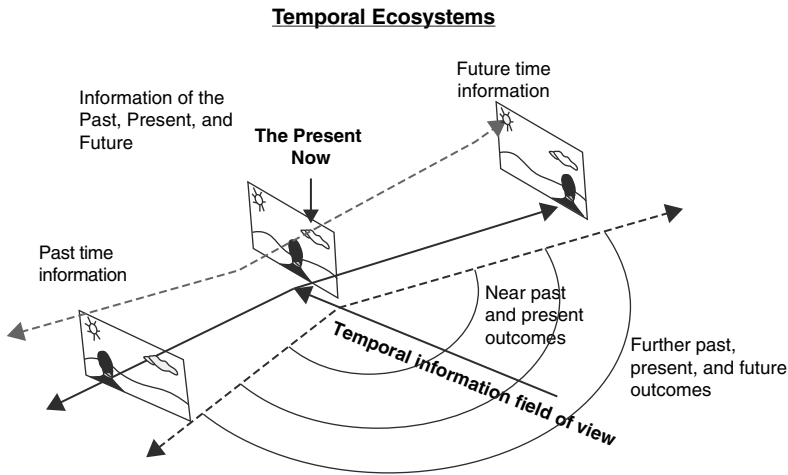 Temporal Ecosystems
Future time
information
Information of the
Past, Present, and
Future
The Present
Now
Past time
information
Near past
and present
outcomes
Temporal information field of view
Further past,
present, and future
outcomes